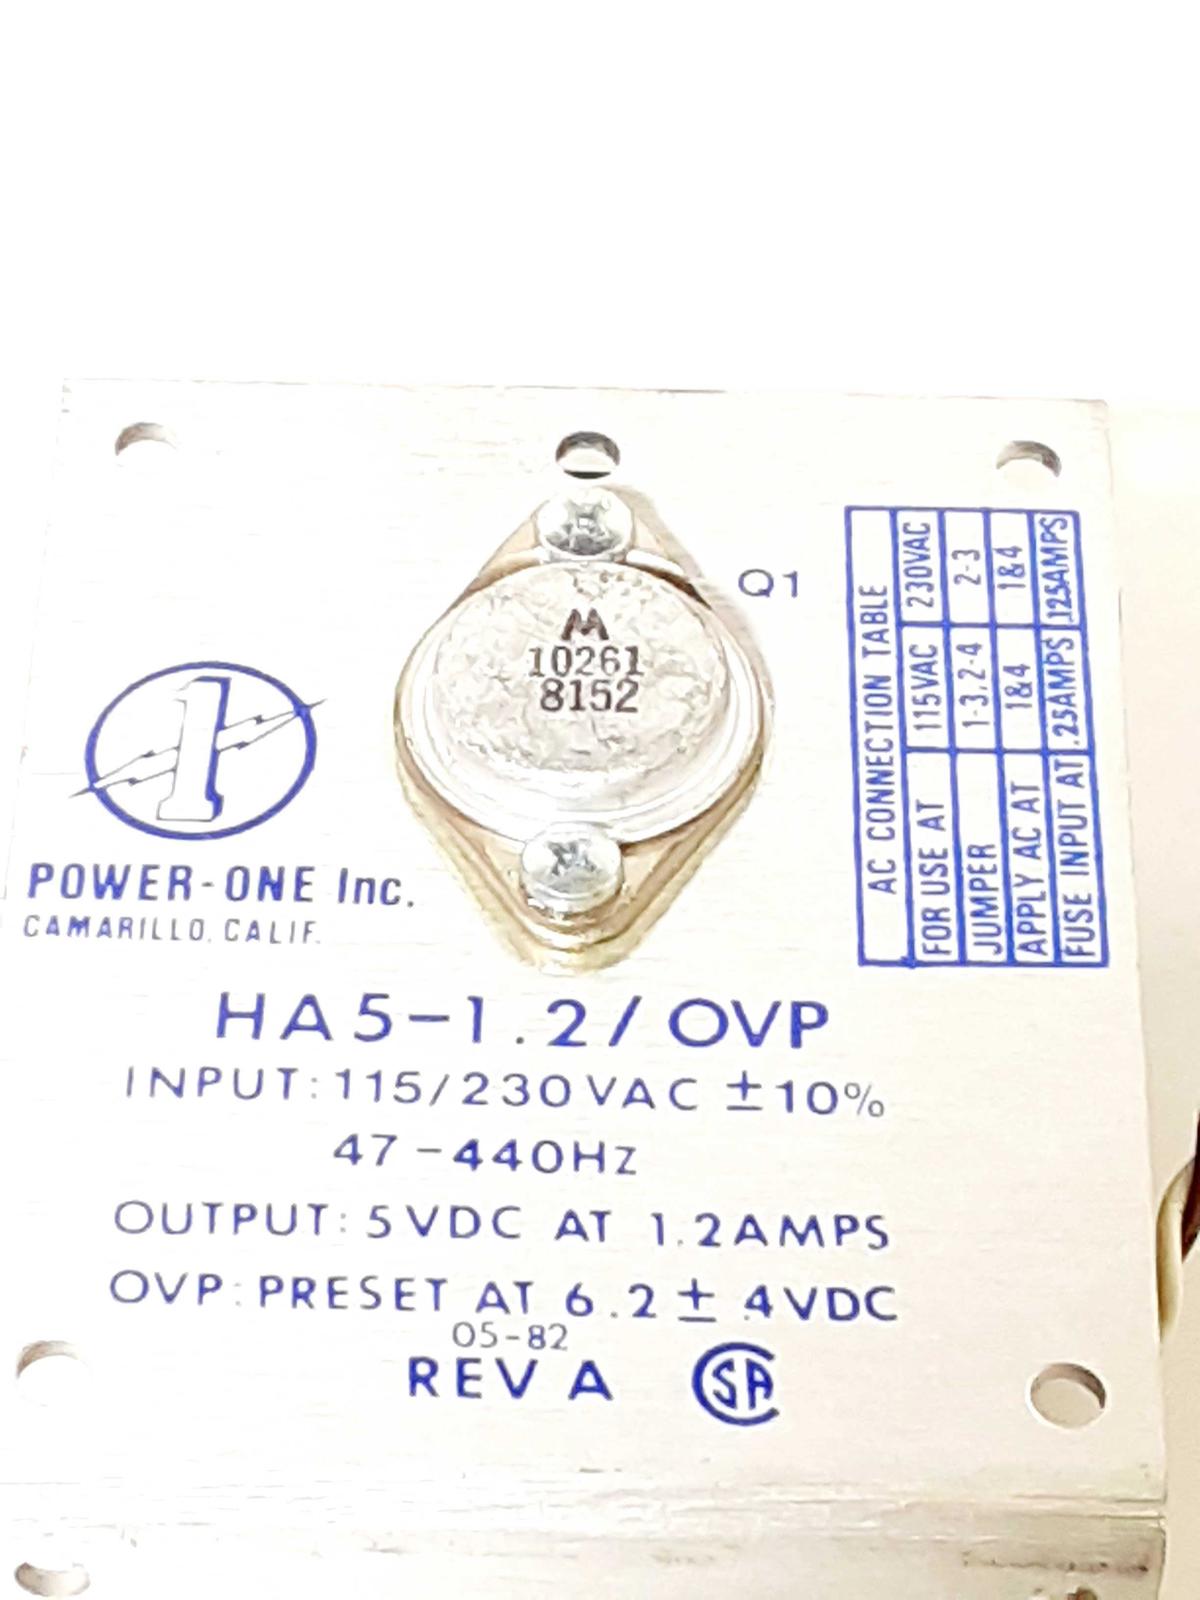 M
10261
8152
Q1
1
POWER-ONE Inc.
CAMARILLO, CALIF.
AC CONNECTION TABLE
FOR USE AT 115VAC 230VAC
JUMPER 1-3, 2-4 2-3
APPLY AC AT 1&4 1&4
FUSE INPUT AT .25AMPS .125AMPS
HA5-1.2/OVP
INPUT: 115/230VAC ±10%
47-440HZ
OUTPUT: 5VDC AT 1.2AMPS
OVP: PRESET AT 6.2 ± .4VDC
05-82
REV A CSA